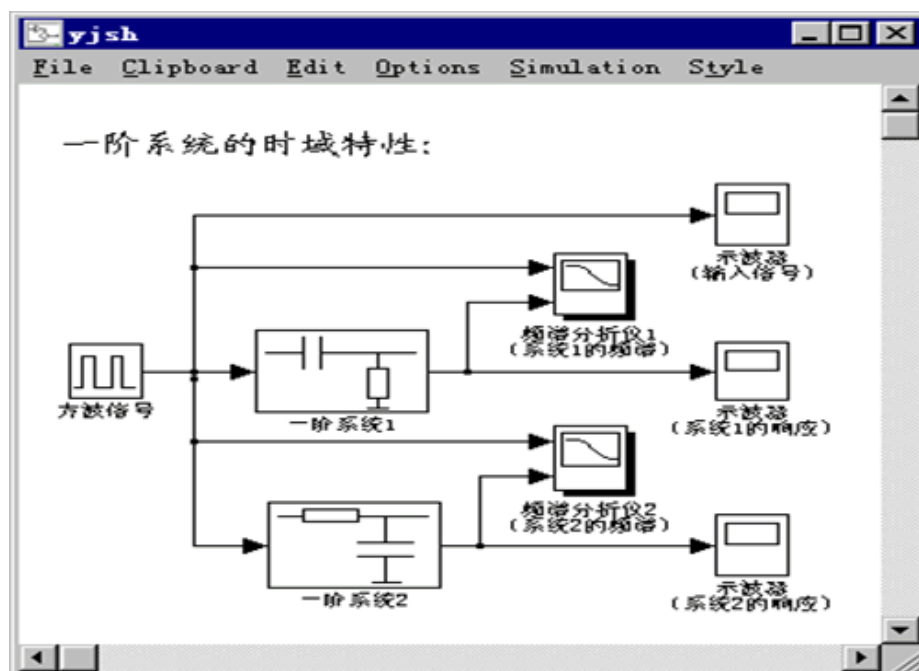 yjsh
File Clipboard Edit Options Simulation Style
一阶系统的时域特性:
示波器
(输入信号)
频谱分析仪1
(系统1的频谱)
方波信号
一阶系统1
示波器
(系统1的响应)
频谱分析仪2
(系统2的频谱)
一阶系统2
示波器
(系统2的响应)